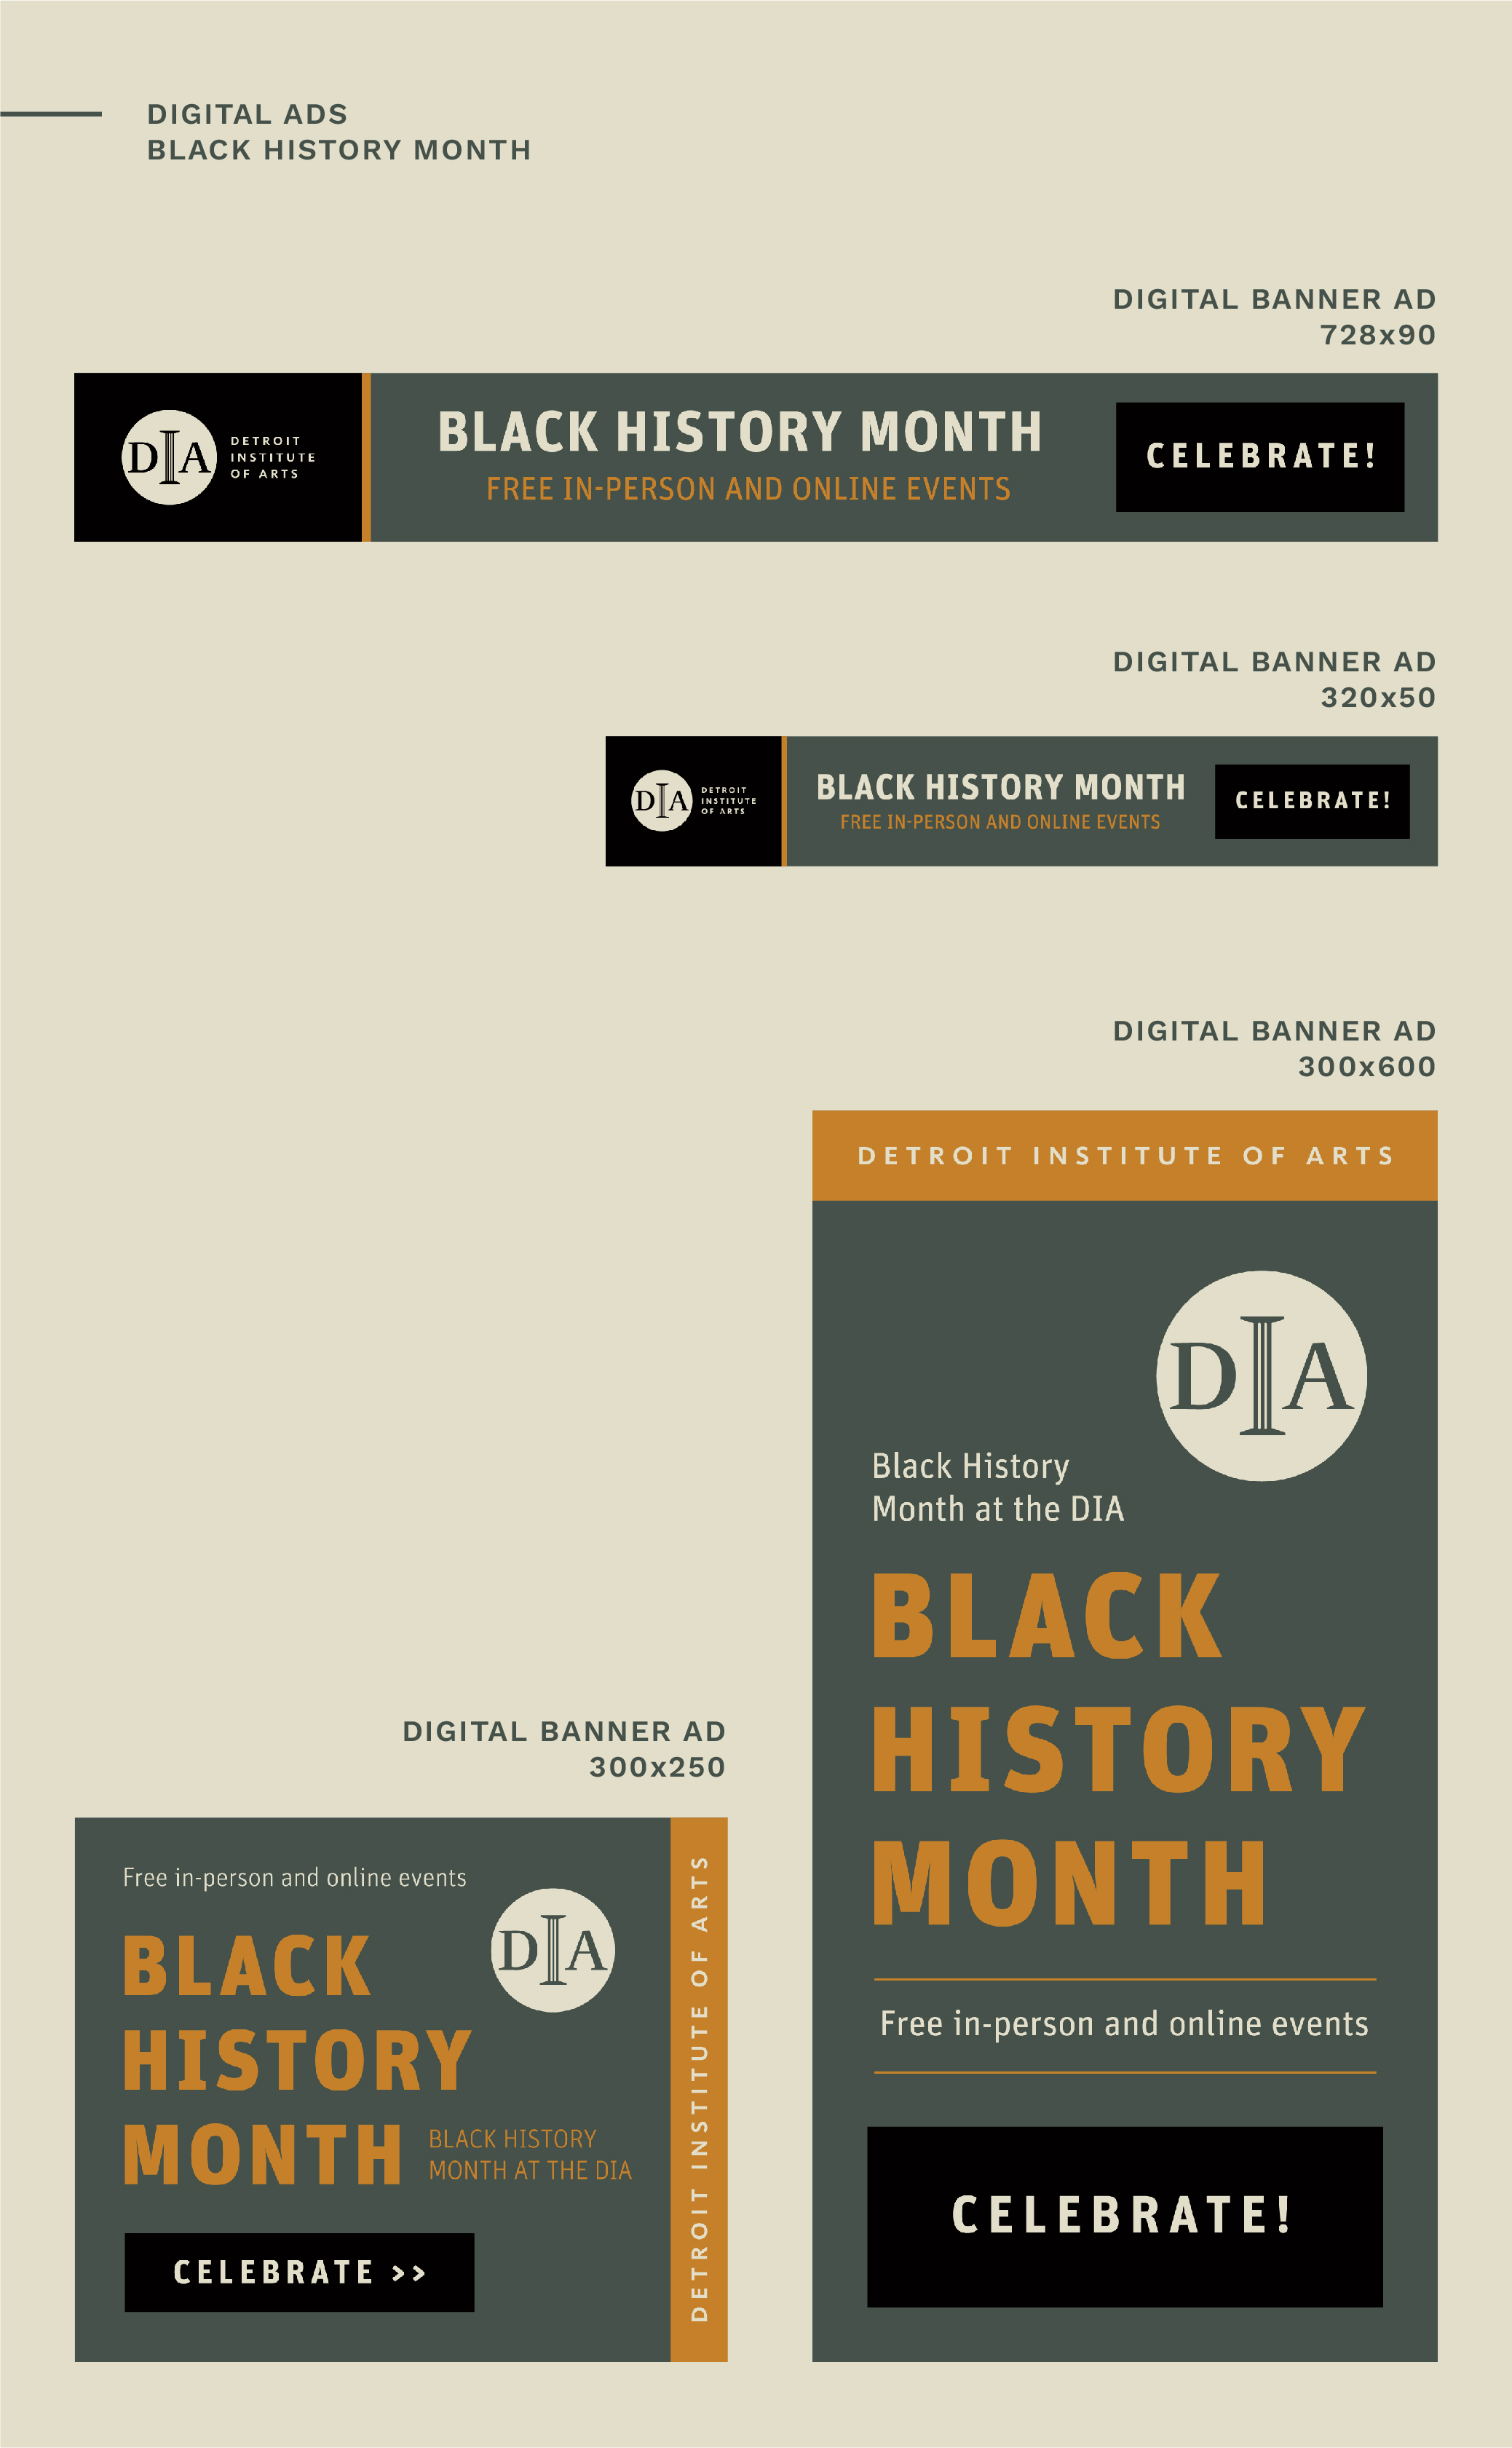 DIGITAL ADS
BLACK HISTORY MONTH
DIGITAL BANNER AD
728x90
DIA
DETROIT
INSTITUTE
OF ARTS
BLACK HISTORY MONTH
FREE IN-PERSON AND ONLINE EVENTS
CELEBRATE!
DIGITAL BANNER AD
320x50
DIA
DETROIT
INSTITUTE
OF ARTS
BLACK HISTORY MONTH
FREE IN-PERSON AND ONLINE EVENTS
CELEBRATE!
DIGITAL BANNER AD
300x600
DETROIT INSTITUTE OF ARTS
DIA
Black History
Month at the DIA
BLACK
HISTORY
MONTH
Free in-person and online events
CELEBRATE!
DIGITAL BANNER AD
300x250
Free in-person and online events
DIA
BLACK
HISTORY
MONTH
BLACK HISTORY
MONTH AT THE DIA
CELEBRATE >>
DETROIT INSTITUTE OF ARTS